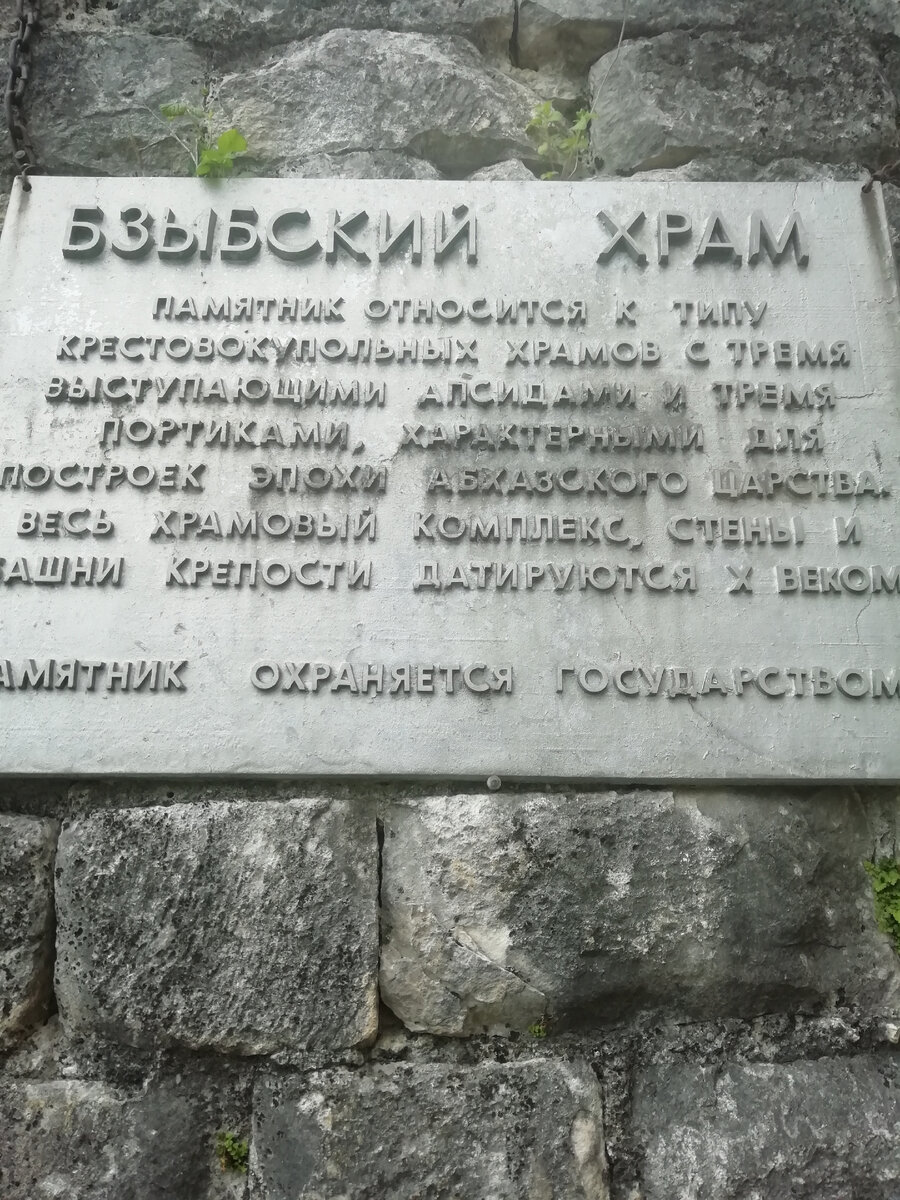 БЗЫБСКИЙ ХРАМ
ПАМЯТНИК ОТНОСИТСЯ К ТИПУ
КРЕСТОВОКУПОЛЬНЫХ ХРАМОВ С ТРЕМЯ
ВЫСТУПАЮЩИМИ АПСИДАМИ И ТРЕМЯ
ПОРТИКАМИ, ХАРАКТЕРНЫМИ ДЛЯ
ПОСТРОЕК ЭПОХИ АБХАЗСКОГО ЦАРСТВА.
ВЕСЬ ХРАМОВЫЙ КОМПЛЕКС, СТЕНЫ И
БАШНИ КРЕПОСТИ ДАТИРУЮТСЯ X ВЕКОМ
АМЯТНИК ОХРАНЯЕТСЯ ГОСУДАРСТВОМ